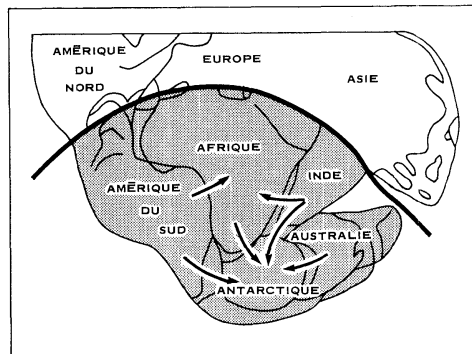 AMÉRIQUE
DU
NORD
EUROPE
ASIE
AFRIQUE
INDE
AMÉRIQUE
DU
SUD
AUSTRALIE
ANTARCTIQUE